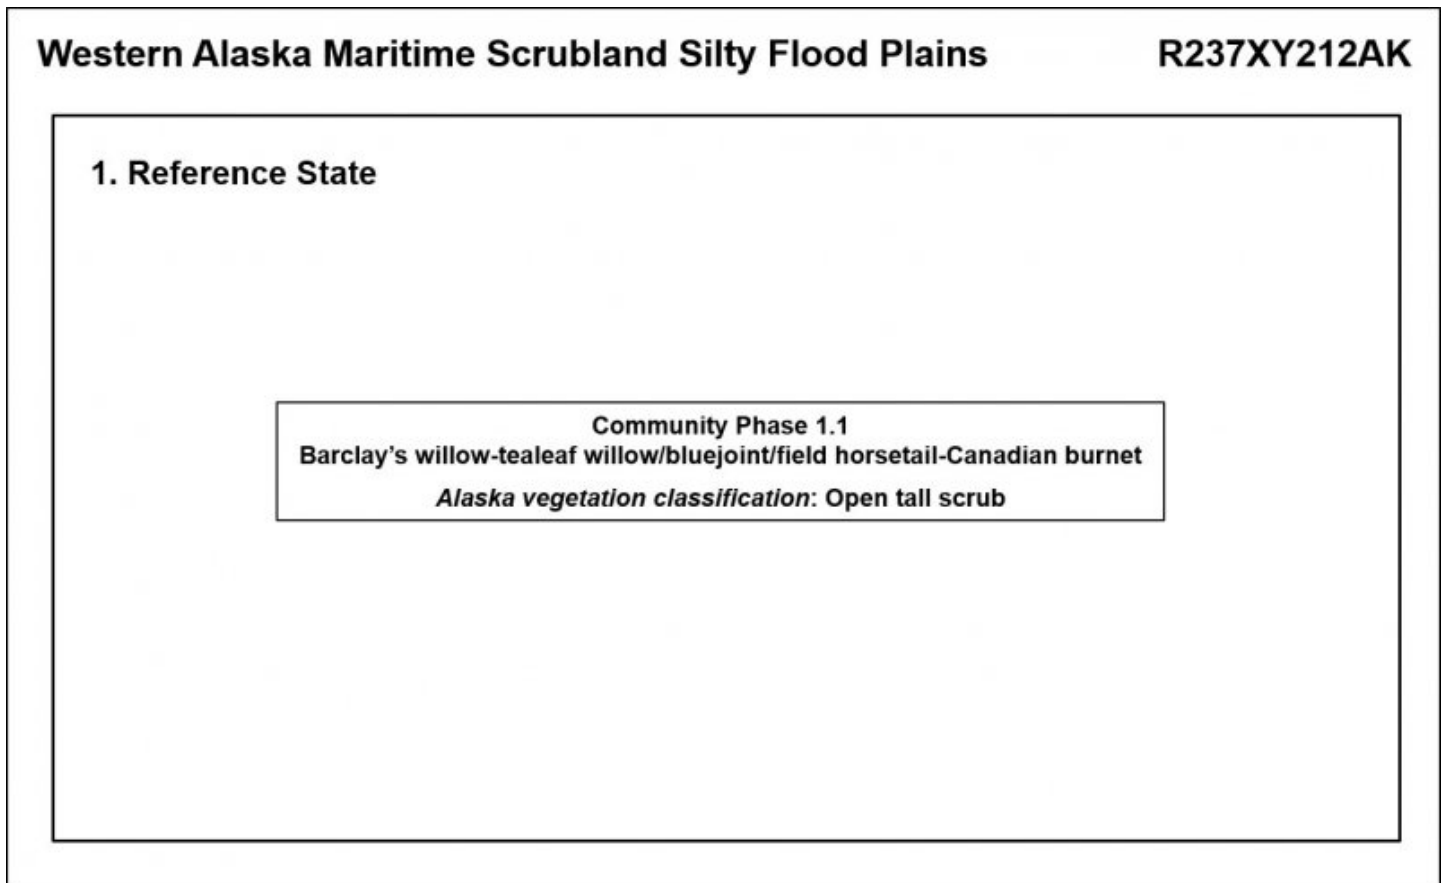 Western Alaska Maritime Scrubland Silty Flood Plains R237XY212AK
1. Reference State
Community Phase 1.1
Barclay’s willow-tealeaf willow/bluejoint/field horsetail-Canadian burnet
Alaska vegetation classification: Open tall scrub